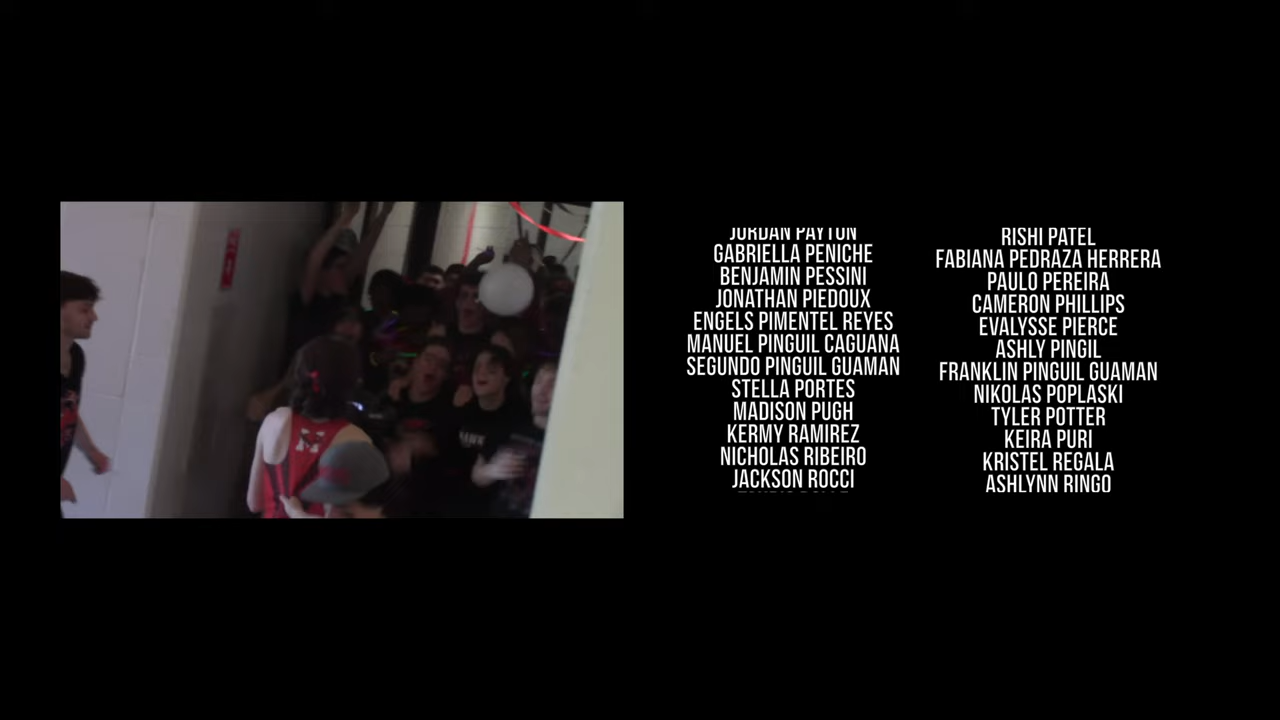 M
JORDAN PAYTON
GABRIELLA PENICHE
BENJAMIN PESSINI
JONATHAN PIEDOUX
ENGELS PIMENTEL REYES
MANUEL PINGUIL CAGUANA
SEGUNDO PINGUIL GUAMAN
STELLA PORTES
MADISON PUGH
KERMY RAMIREZ
NICHOLAS RIBEIRO
JACKSON ROCCI
RISHI PATEL
FABIANA PEDRAZA HERRERA
PAULO PEREIRA
CAMERON PHILLIPS
EVALYSSE PIERCE
ASHLY PINGIL
FRANKLIN PINGUIL GUAMAN
NIKOLAS POPLASKI
TYLER POTTER
KEIRA PURI
KRISTEL REGALA
ASHLYNN RINGO